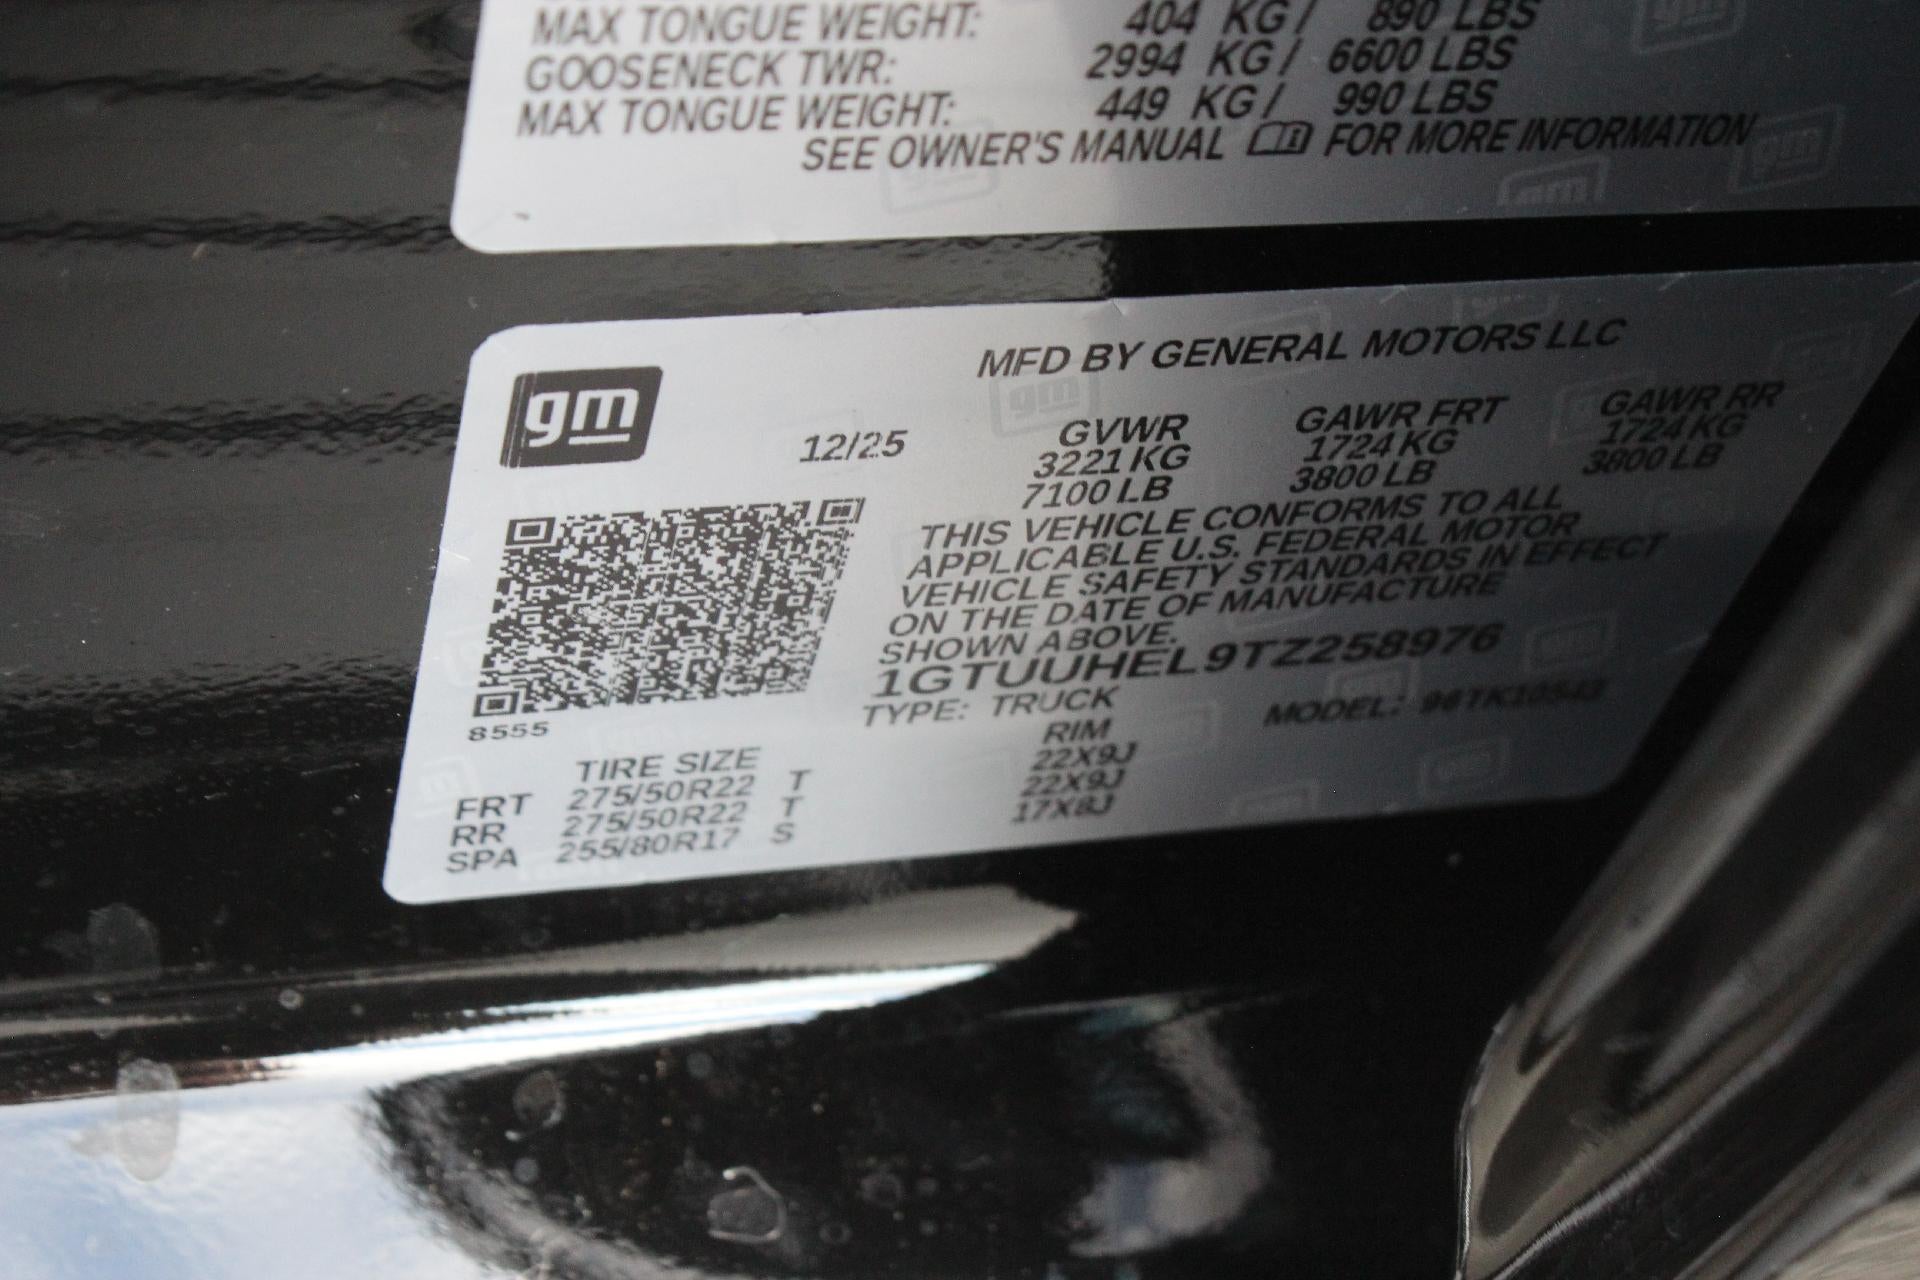 MAX TONGUE WEIGHT: 404 KG / 890 LBS
GOOSENECK TWR: 2994 KG / 6600 LBS
MAX TONGUE WEIGHT: 449 KG / 990 LBS
SEE OWNER'S MANUAL FOR MORE INFORMATION
gm
MFD BY GENERAL MOTORS LLC
12/25 GVWR GAWR FRT GAWR RR
3221 KG 1724 KG 1724 KG
7100 LB 3800 LB 3800 LB
THIS VEHICLE CONFORMS TO ALL
APPLICABLE U.S. FEDERAL MOTOR
VEHICLE SAFETY STANDARDS IN EFFECT
ON THE DATE OF MANUFACTURE
SHOWN ABOVE.
1GTUUHEL9TZ258976
8555
TYPE: TRUCK MODEL:
TIRE SIZE RIM
FRT 275/50R22 T 22X9J
RR 275/50R22 T 22X9J
SPA 255/80R17 S 17X8J